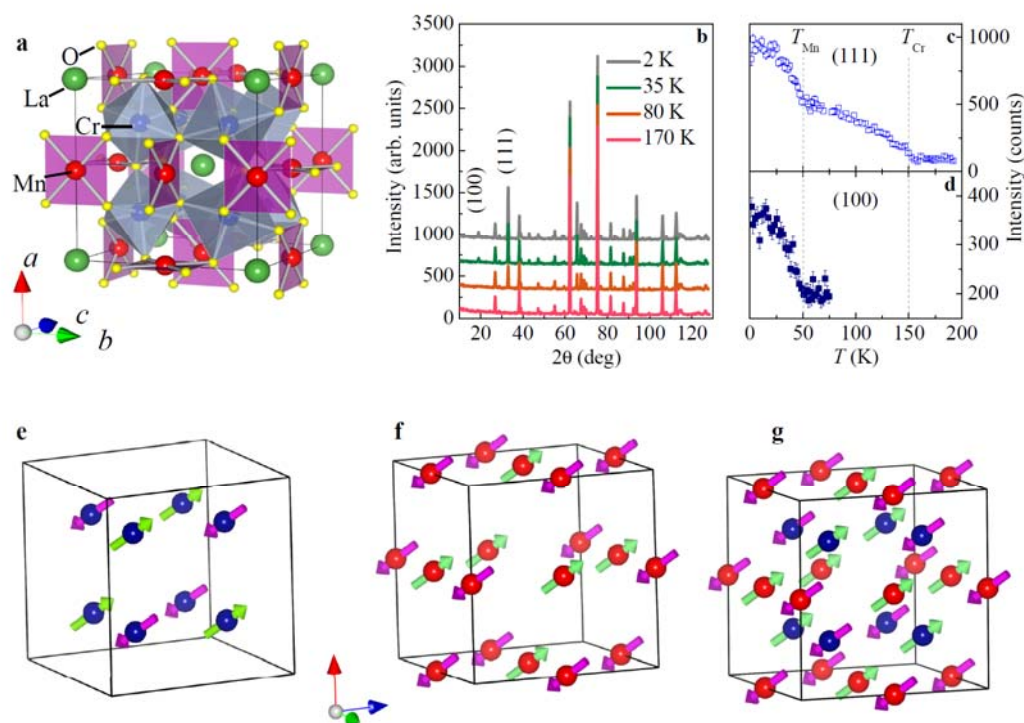 a
O
La
Cr
Mn
a
c
b
Intensity (arb. units)
3500
3000
2500
2000
1500
1000
500
0
b
2 K
35 K
80 K
170 K
(100)
(111)
20 40 60 80 100 120
2θ (deg)
T_Mn
T_Cr
c
(111)
1000
500
0
d
(100)
400
300
200
Intensity (counts)
0 50 100 150 200
T (K)
e
f
g